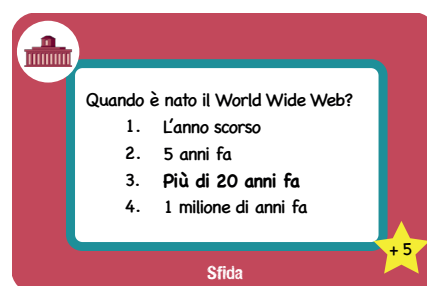 Quando è nato il World Wide Web?
1. L'anno scorso
2. 5 anni fa
3. Più di 20 anni fa
4. 1 milione di anni fa
+ 5
Sfida